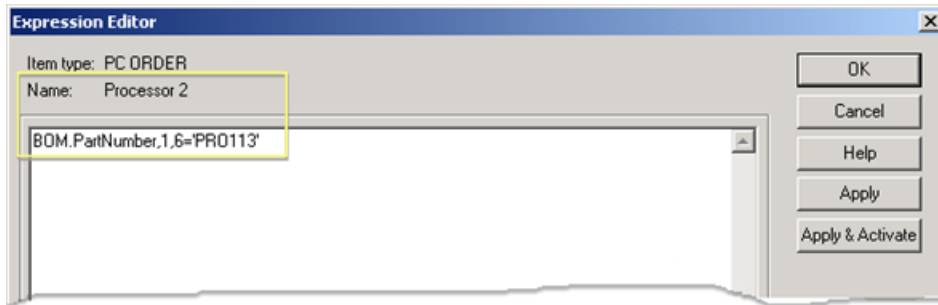 Expression Editor
Item type: PC ORDER
Name: Processor 2
BOM.PartNumber,1,6='PRO113'
OK
Cancel
Help
Apply
Apply & Activate